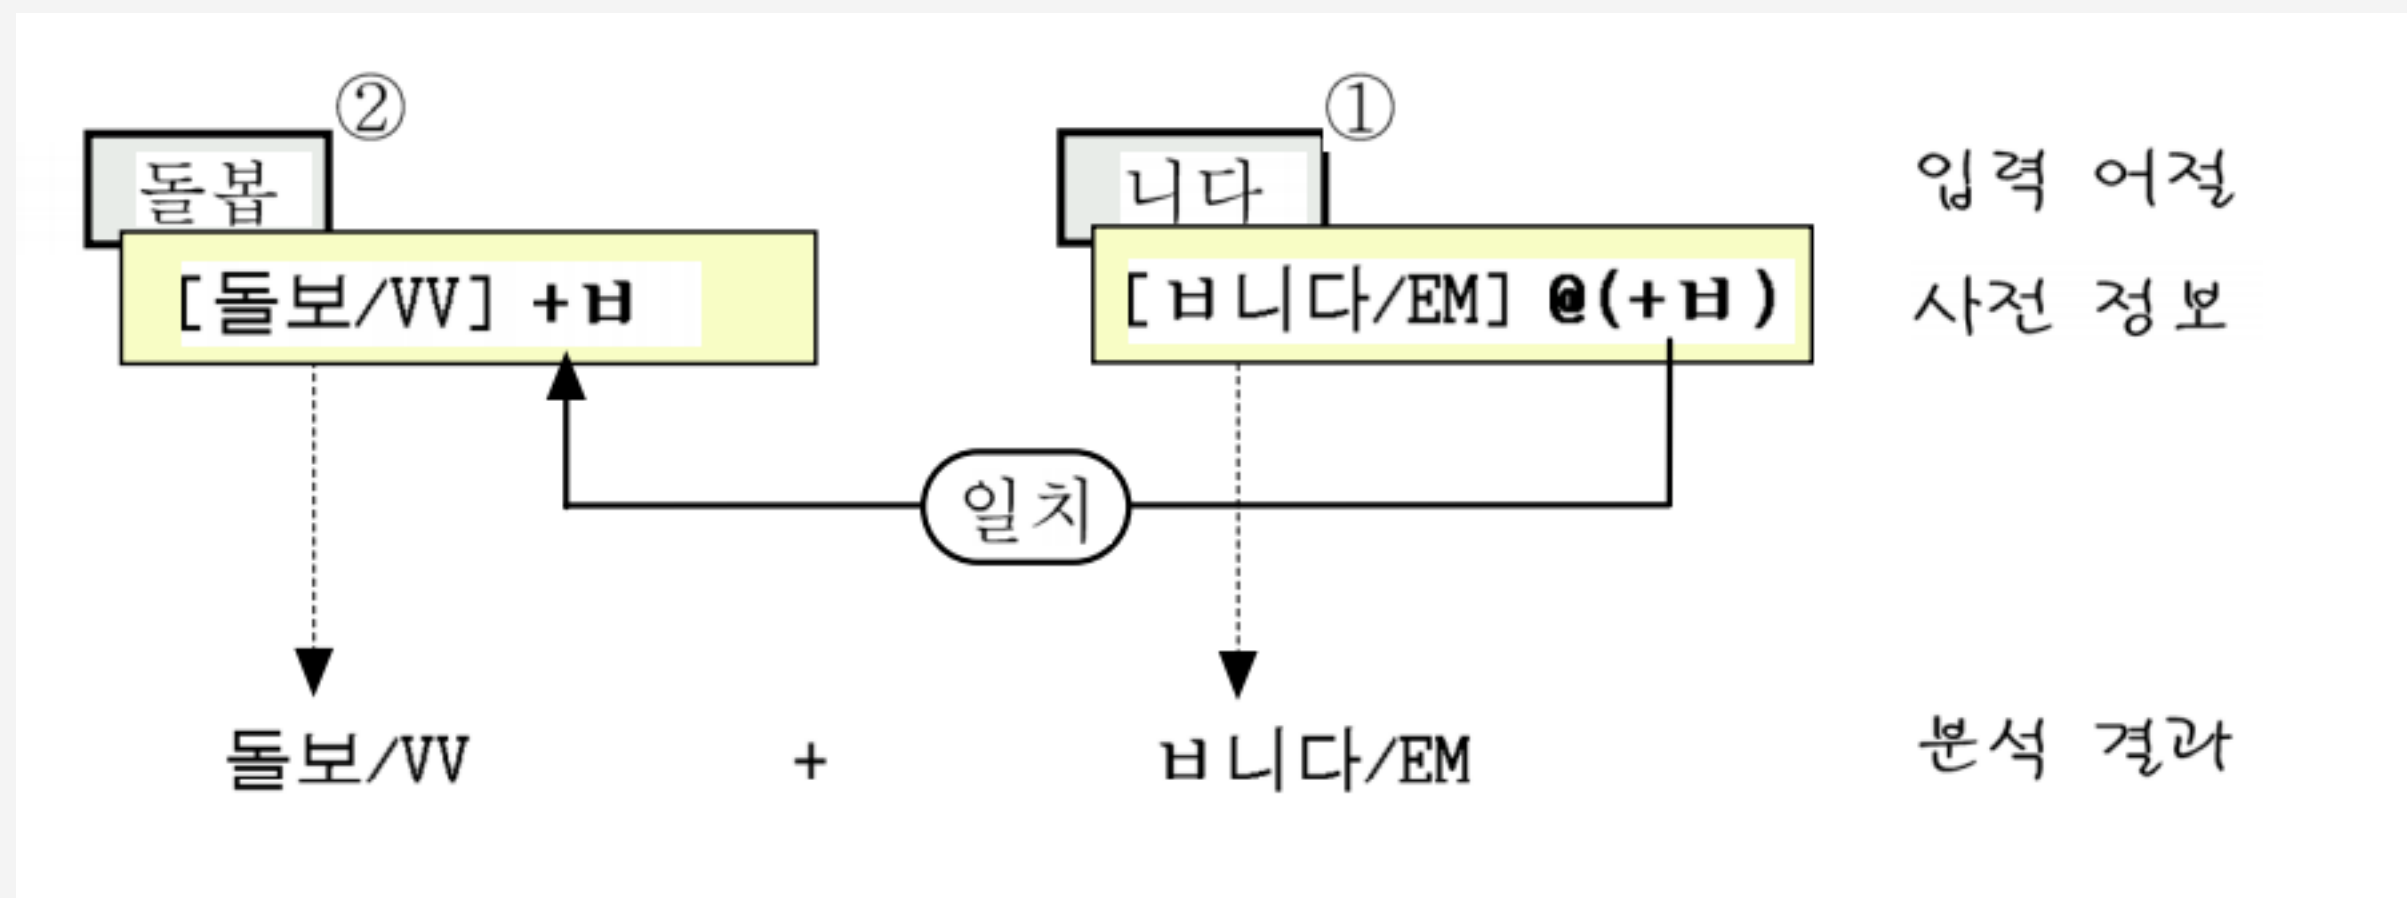 ② ①
돌봅 니다 입력 어절
[돌보/VV] +ㅂ [ㅂ니다/EM] @(+ㅂ) 사전 정보
일치
돌보/VV + ㅂ니다/EM 분석 결과